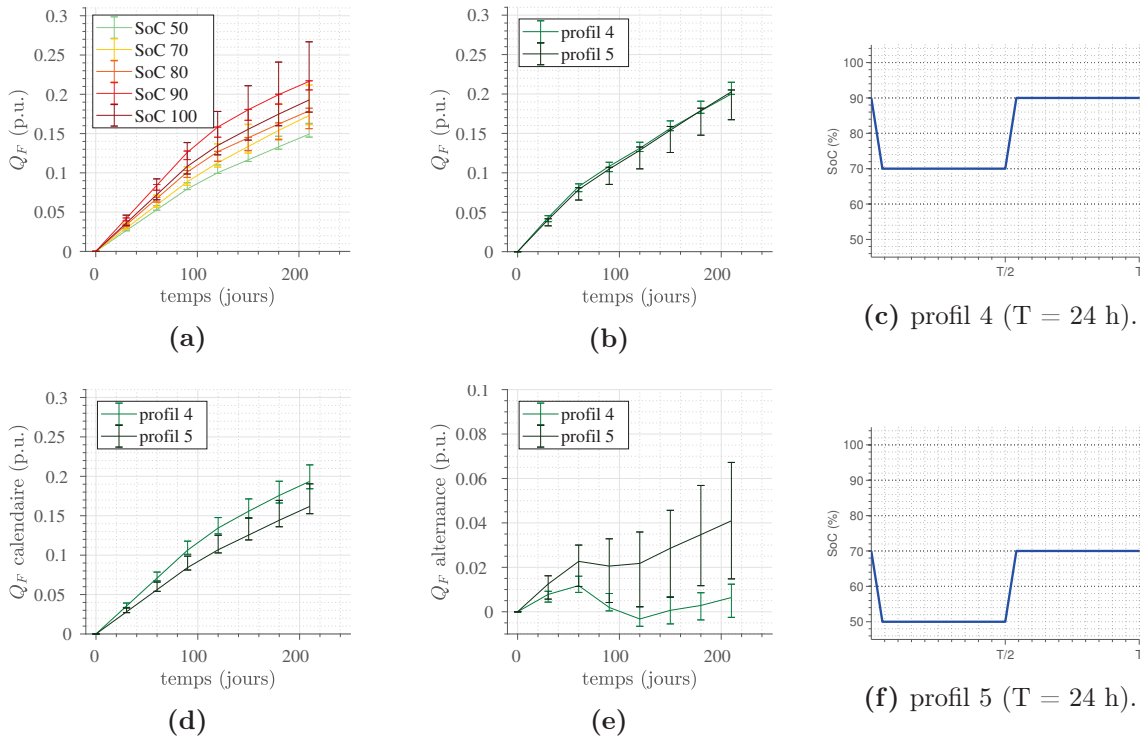 0.3
0.25
0.2
0.15
0.1
0.05
0
Q_F (p.u.)
SoC 50
SoC 70
SoC 80
SoC 90
SoC 100
0 100 200
temps (jours)
(a)
0.3
0.25
0.2
0.15
0.1
0.05
0
Q_F (p.u.)
profil 4
profil 5
0 100 200
temps (jours)
(b)
100
90
80
70
60
50
SoC (%)
T/2 T
(c) profil 4 (T = 24 h).
0.3
0.25
0.2
0.15
0.1
0.05
0
Q_F calendaire (p.u.)
profil 4
profil 5
0 100 200
temps (jours)
(d)
0.1
0.08
0.06
0.04
0.02
0
Q_F alternance (p.u.)
profil 4
profil 5
0 100 200
temps (jours)
(e)
100
90
80
70
60
50
SoC (%)
T/2 T
(f) profil 5 (T = 24 h).